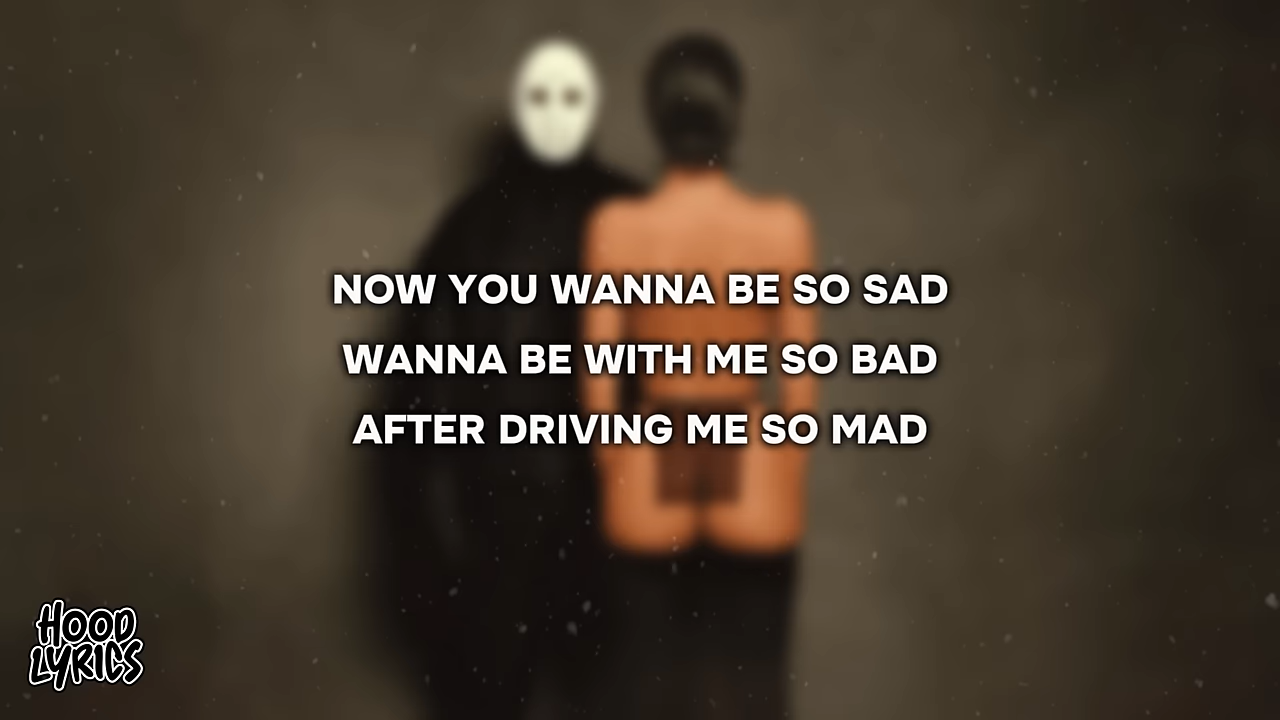 NOW YOU WANNA BE SO SAD
WANNA BE WITH ME SO BAD
AFTER DRIVING ME SO MAD
HOOD
LYRICS